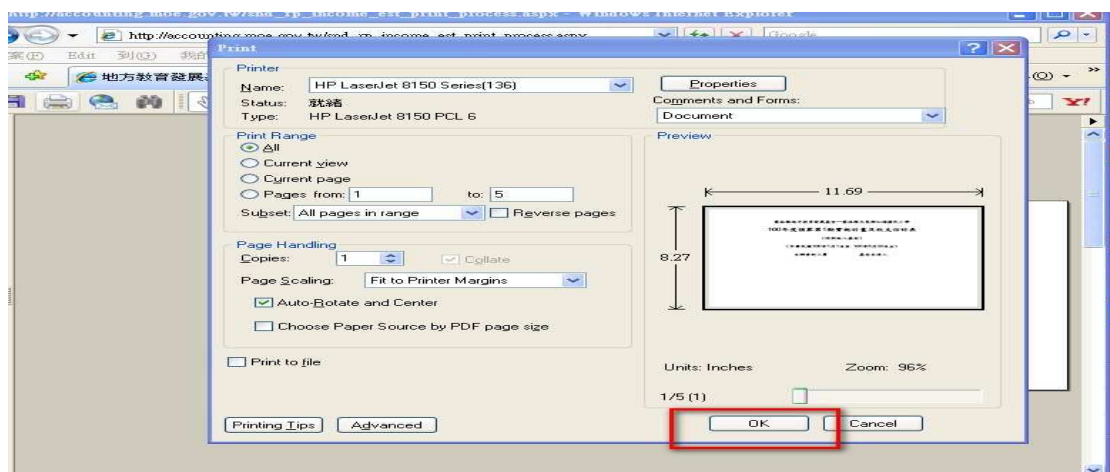 http://accounting.moe.gov.tw/snd_rp_income_est_print_process.aspx - Windows Internet Explorer
http://accounting.moe.gov.tw/snd_rp_income_est_print_process.aspx
Google
Edit
地方教育發展
Print
Printer
Name: HP LaserJet 8150 Series(136)
Properties
Status: 就緒
Comments and Forms:
Type: HP LaserJet 8150 PCL 6
Document
Print Range
All
Current view
Current page
Pages from: 1 to: 5
Subset: All pages in range
Reverse pages
Page Handling
Copies: 1
Collate
Page Scaling: Fit to Printer Margins
Auto-Rotate and Center
Choose Paper Source by PDF page size
Print to file
Printing Tips
Advanced
Preview
11.69
8.27
Units: Inches
Zoom: 96%
1/5 (1)
OK
Cancel